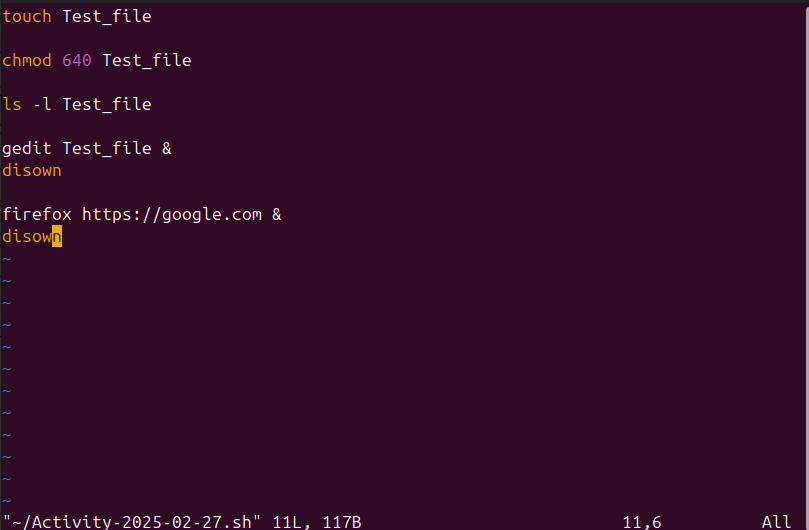 touch Test_file
chmod 640 Test_file
ls -l Test_file
gedit Test_file &
disown
firefox https://google.com &
disown
~
~
~
~
~
~
~
~
~
~
~
~
"~/Activity-2025-02-27.sh" 11L, 117B 11,6 All